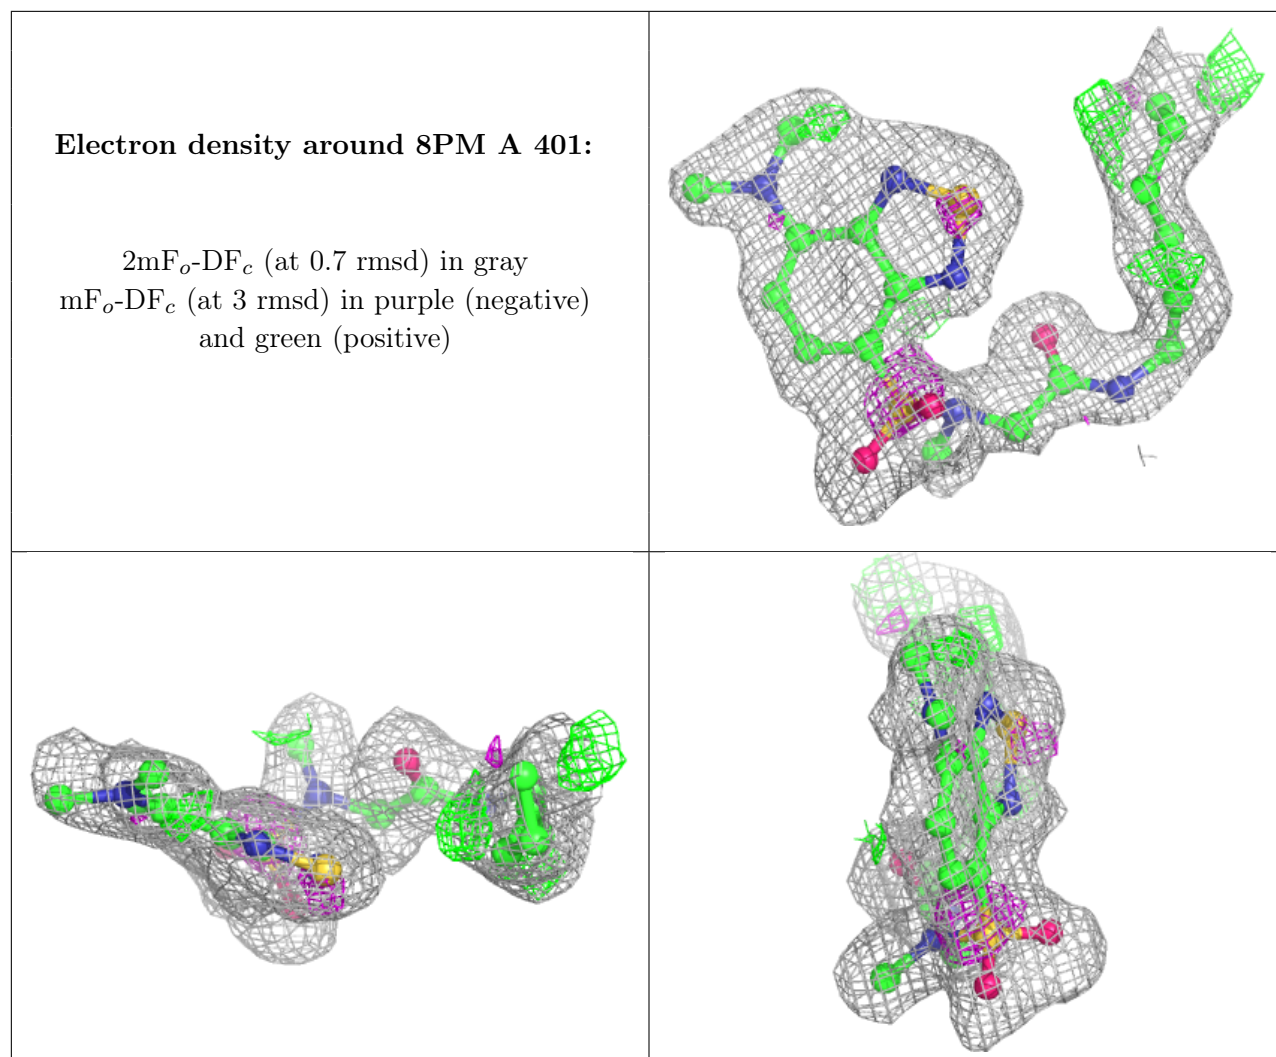 Electron density around 8PM A 401:
2mFo-DFc (at 0.7 rmsd) in gray
mFo-DFc (at 3 rmsd) in purple (negative)
and green (positive)